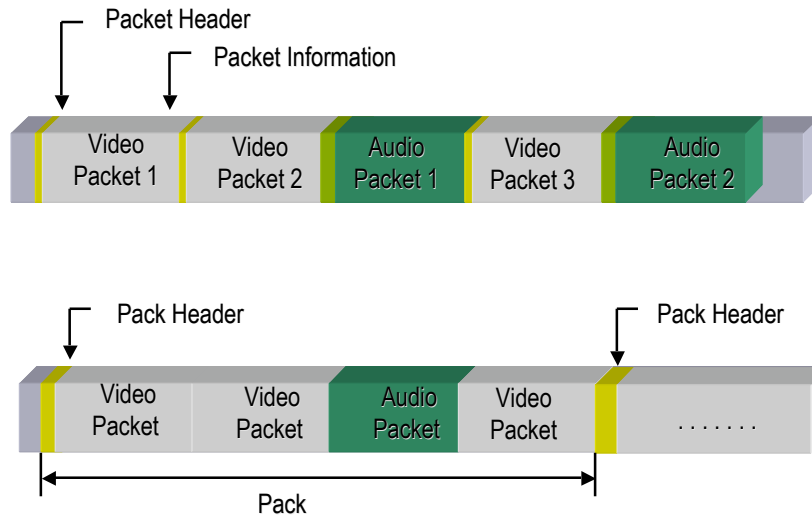 Packet Header
Packet Information
Video
Packet 1
Video
Packet 2
Audio
Packet 1
Video
Packet 3
Audio
Packet 2
Pack Header
Pack Header
Video
Packet
Video
Packet
Audio
Packet
Video
Packet
. . . . . . .
Pack